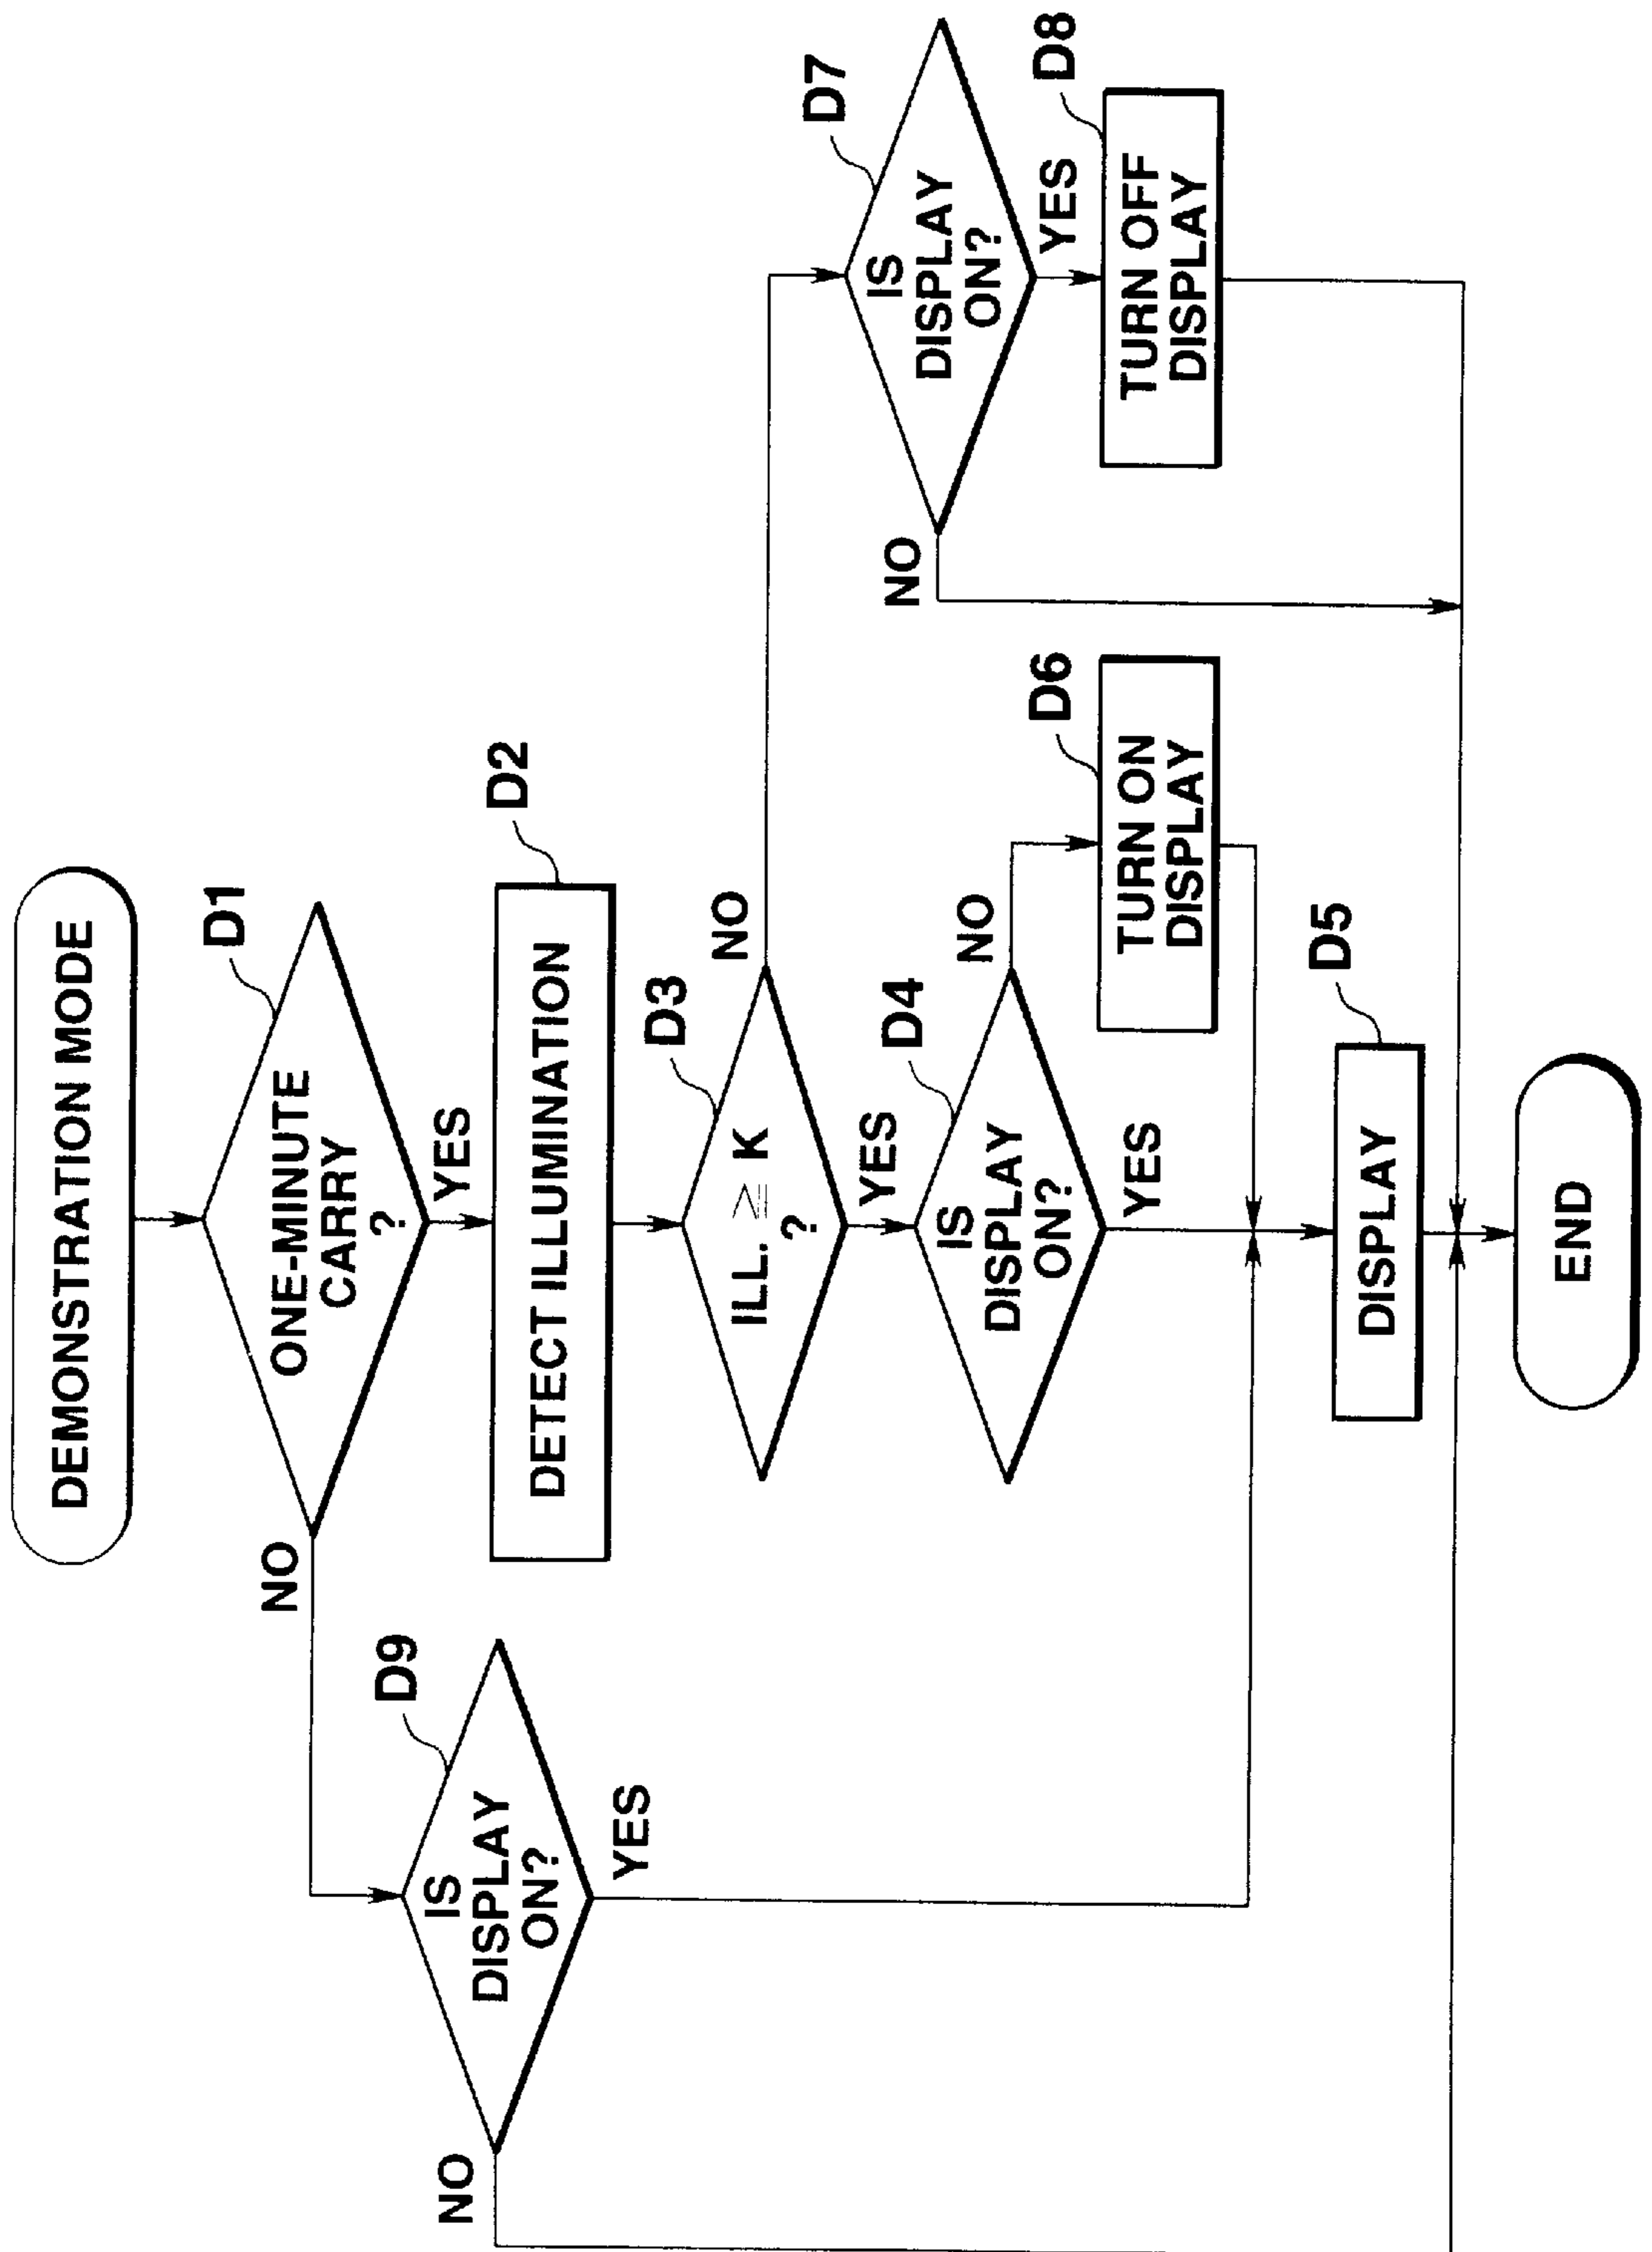 DEMONSTRATION MODE
D1
ONE-MINUTE
CARRY
?
NO
YES
D9
IS
DISPLAY
ON?
NO
YES
D2
DETECT ILLUMINATION
D3
ILL. ≧ K
?
NO
YES
D4
IS
DISPLAY
ON?
NO
YES
D6
TURN ON
DISPLAY
D7
IS
DISPLAY
ON?
NO
YES
D8
TURN OFF
DISPLAY
D5
DISPLAY
END